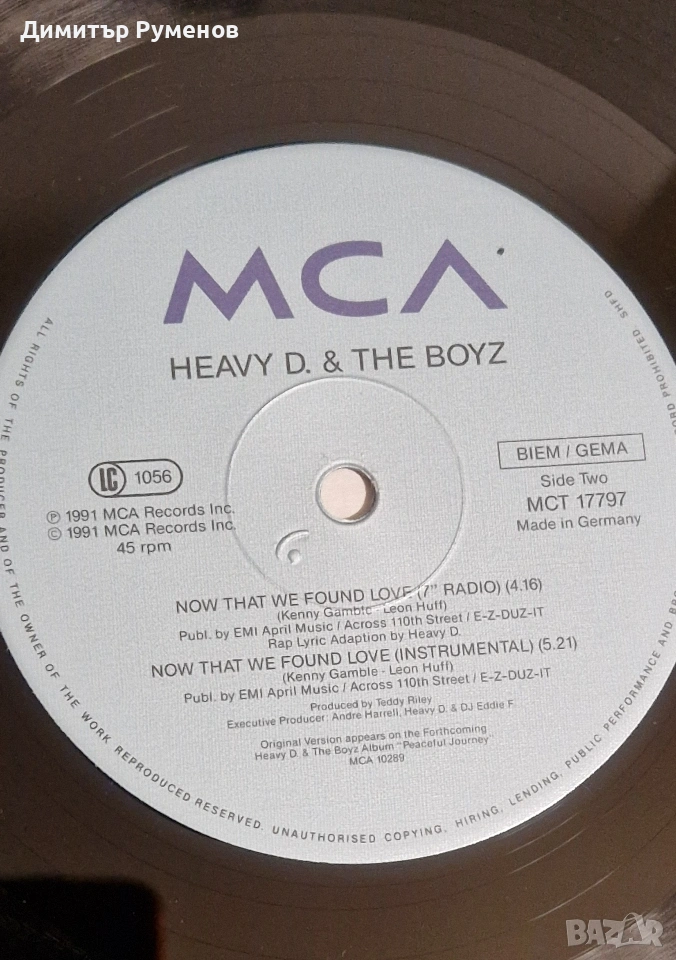 Димитър Руменов
MCA
HEAVY D. & THE BOYZ
LC 1056
℗ 1991 MCA Records Inc.
© 1991 MCA Records Inc.
45 rpm
BIEM / GEMA
Side Two
MCT 17797
Made in Germany
NOW THAT WE FOUND LOVE (7" RADIO) (4.16)
(Kenny Gamble - Leon Huff)
Publ. by EMI April Music / Across 110th Street / E-Z-DUZ-IT
Rap Lyric Adaption by Heavy D.
NOW THAT WE FOUND LOVE (INSTRUMENTAL) (5.21)
(Kenny Gamble - Leon Huff)
Publ. by EMI April Music / Across 110th Street / E-Z-DUZ-IT
Produced by Teddy Riley
Executive Producer: Andre Harrell, Heavy D. & DJ Eddie F.
Original Version appears on the Forthcoming
Heavy D. & The Boyz Album "Peaceful Journey"
MCA 10289
ALL RIGHTS OF THE PRODUCER AND OF THE OWNER OF THE WORK REPRODUCED RESERVED. UNAUTHORISED COPYING, HIRING, LENDING, PUBLIC PERFORMANCE AND PROHIBITED. SHFD
BAZAR